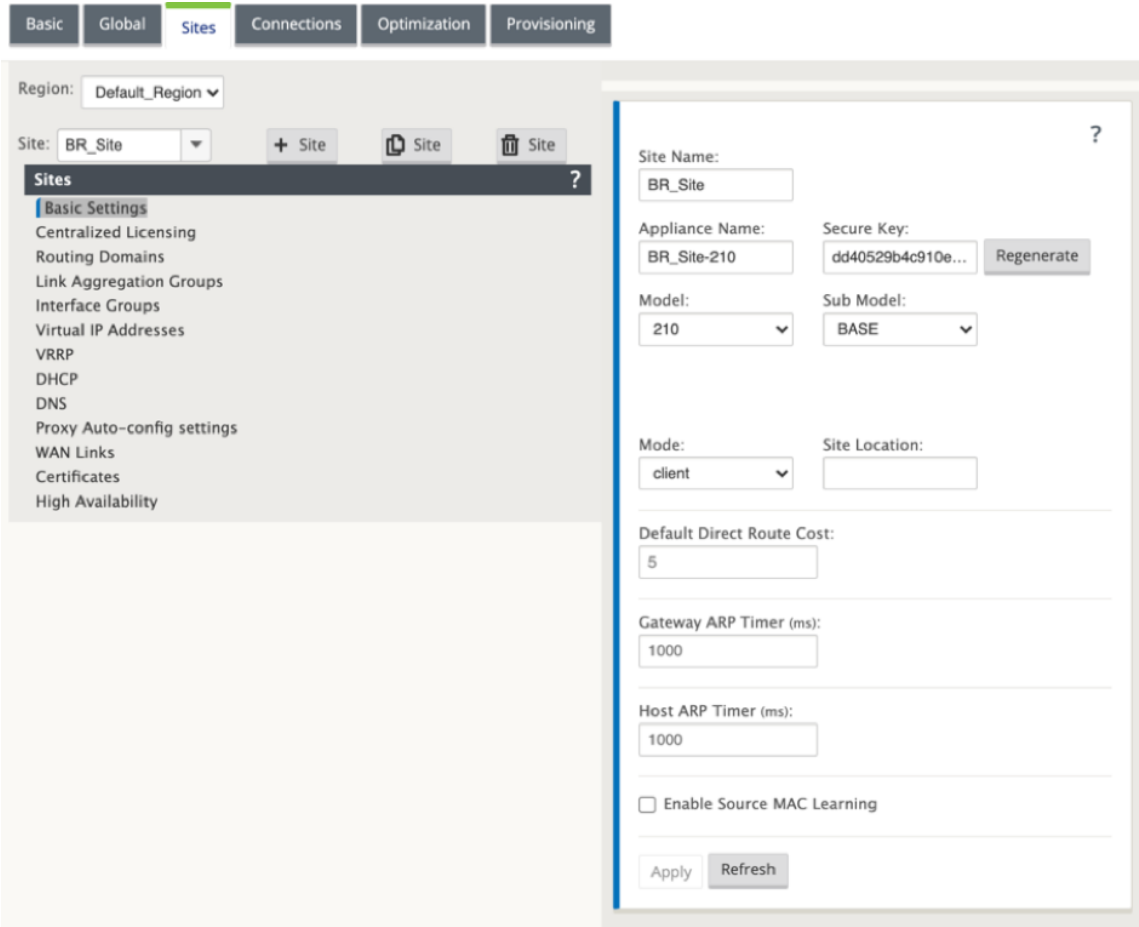 Basic Global Sites Connections Optimization Provisioning
Region: Default_Region
Site: BR_Site + Site Site Site
Sites ?
Basic Settings
Centralized Licensing
Routing Domains
Link Aggregation Groups
Interface Groups
Virtual IP Addresses
VRRP
DHCP
DNS
Proxy Auto-config settings
WAN Links
Certificates
High Availability
?
Site Name:
BR_Site
Appliance Name: Secure Key:
BR_Site-210 dd40529b4c910e... Regenerate
Model: Sub Model:
210 BASE
Mode: Site Location:
client
Default Direct Route Cost:
5
Gateway ARP Timer (ms):
1000
Host ARP Timer (ms):
1000
Enable Source MAC Learning
Apply Refresh